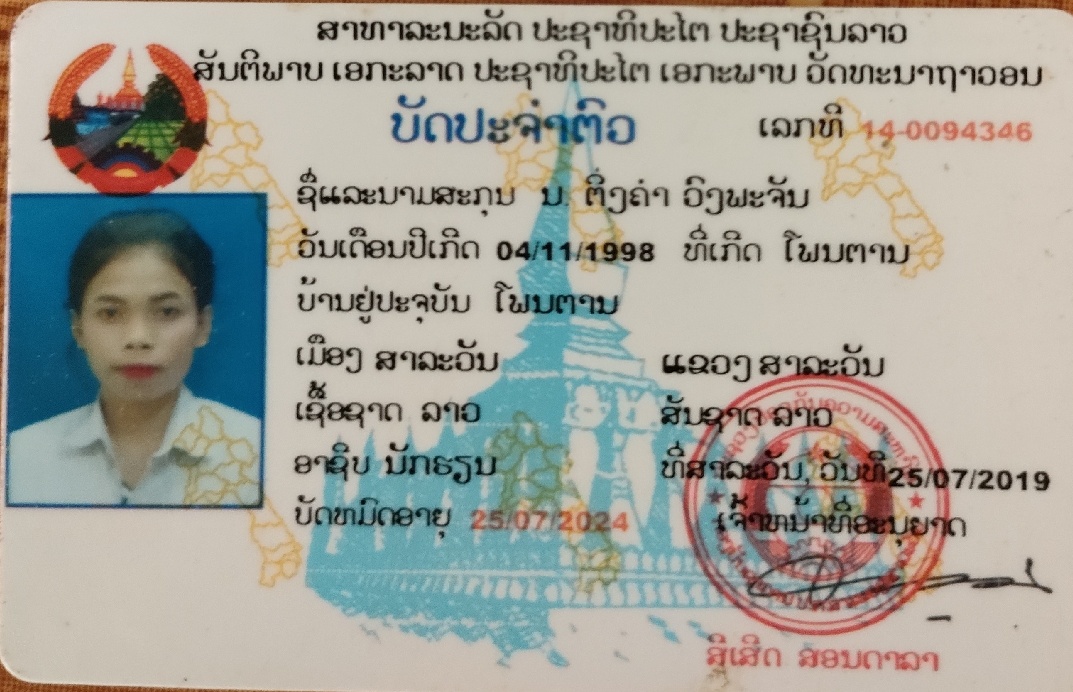 ສາທາລະນະລັດ ປະຊາທິປະໄຕ ປະຊາຊົນລາວ
ສັນຕິພາບ ເອກະລາດ ປະຊາທິປະໄຕ ເອກະພາບ ວັດທະນາຖາວອນ
ບັດປະຈຳຕົວ ເລກທີ 14-0094346
ຊື່ແລະນາມສະກຸນ ນ. ຕິ່ງຄຳ ວົງພະຈັນ
ວັນເດືອນປີເກີດ 04/11/1998 ທີ່ເກີດ ໂພນຕານ
ບ້ານຢູ່ປະຈຸບັນ ໂພນຕານ
ເມືອງ ສາລະວັນ ແຂວງ ສາລະວັນ
ເຊື້ອຊາດ ລາວ ສັນຊາດ ລາວ
ອາຊີບ ນັກຮຽນ ທີ່ສາລະວັນ, ວັນທີ 25/07/2019
ບັດຫມົດອາຍຸ 25/07/2024 ເຈົ້າຫນ້າທີ່ອະນຸຍາດ
ສີເສີດ ສອນດາລາ